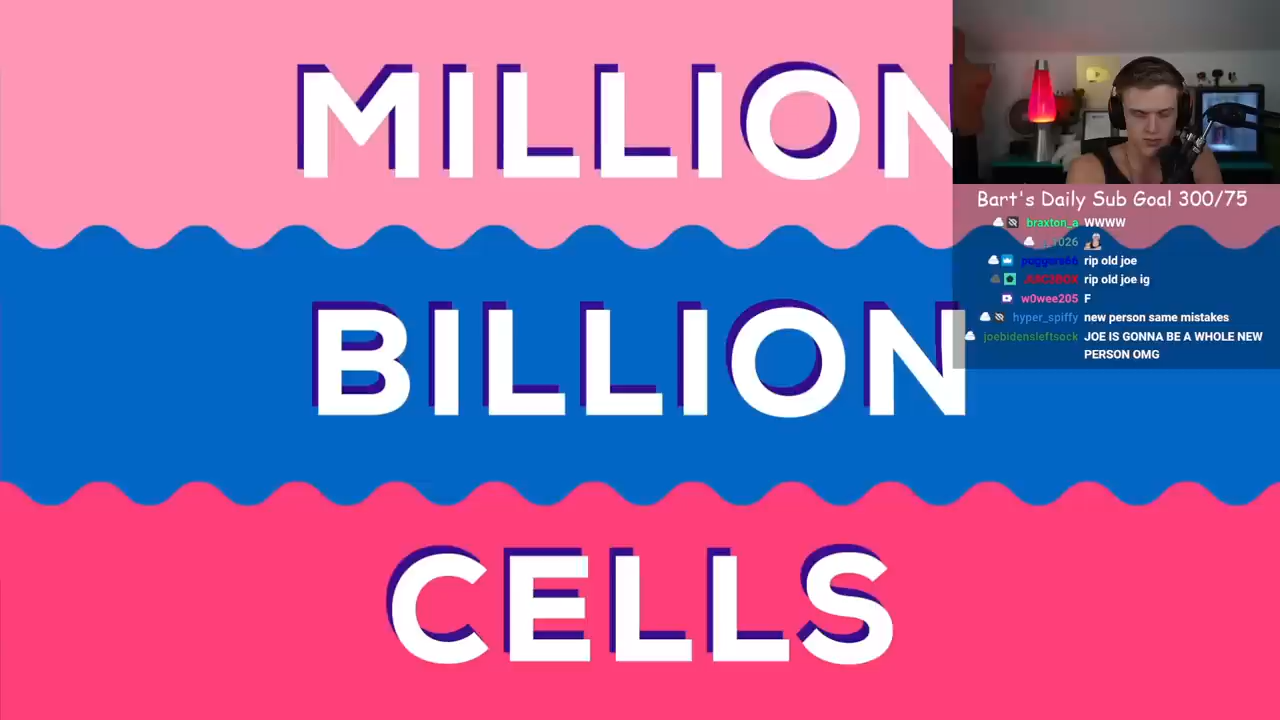 MILLION
BILLION
CELLS
Bart's Daily Sub Goal 300/75
braxton_a WWWW
rip old joe
rip old joe ig
w0wee205 F
hyper_spiffy new person same mistakes
joebidensleftsock JOE IS GONNA BE A WHOLE NEW
PERSON OMG